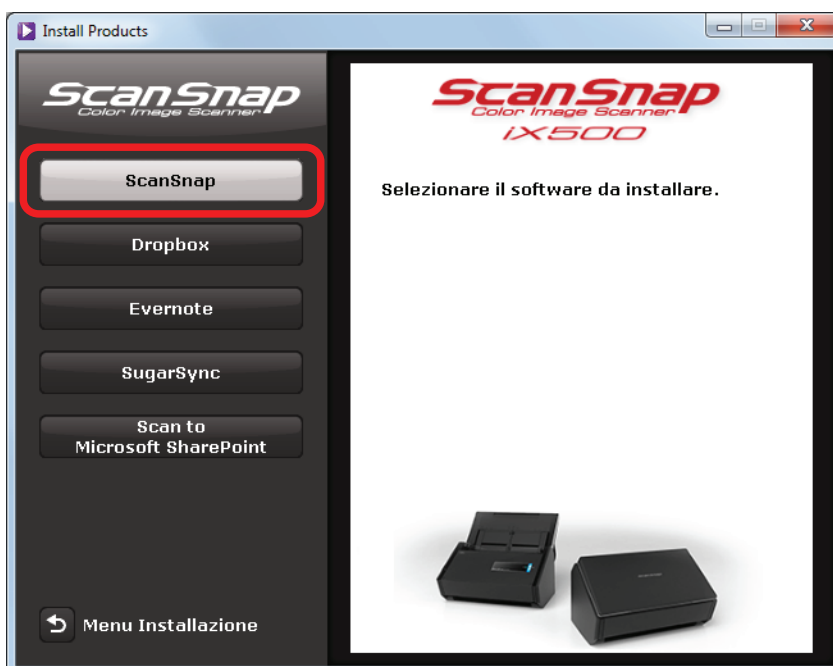 Install Products
ScanSnap
Color Image Scanner
ScanSnap
Dropbox
Evernote
SugarSync
Scan to
Microsoft SharePoint
Menu Installazione
ScanSnap
Color Image Scanner
iX500
Selezionare il software da installare.